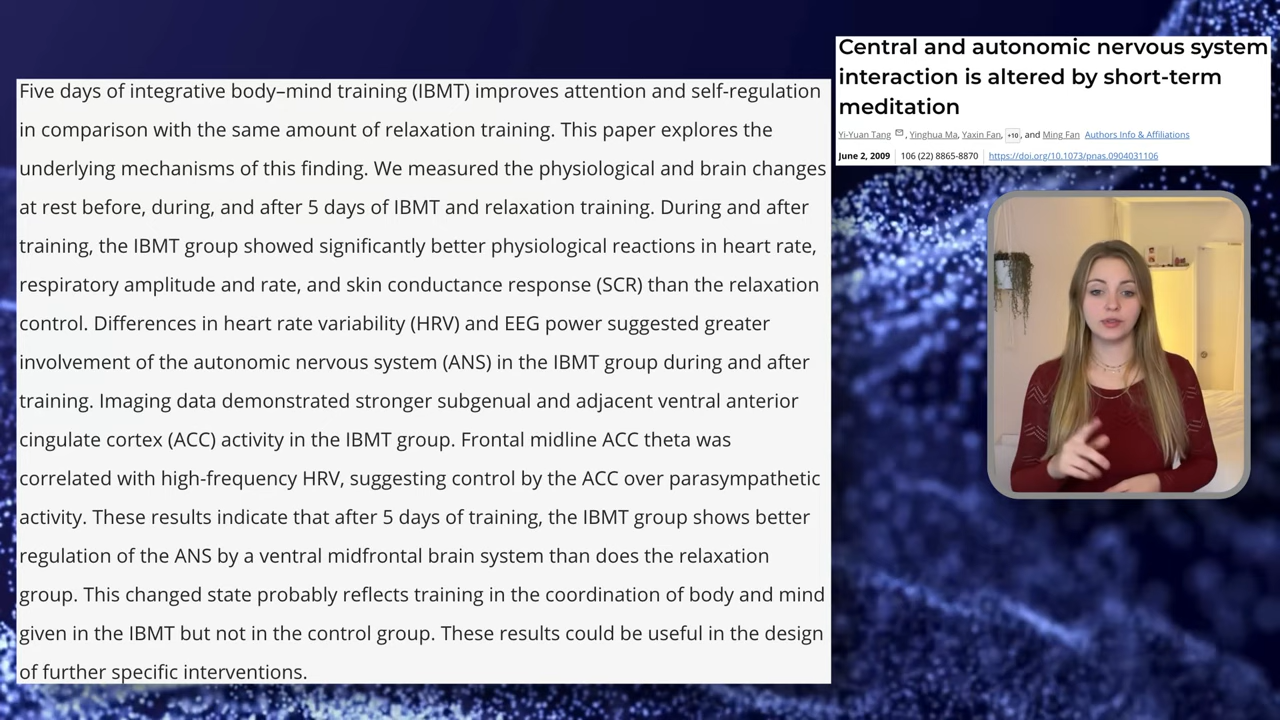 Central and autonomic nervous system
interaction is altered by short-term
meditation
Yi-Yuan Tang, Yinghua Ma, Yaxin Fan, +10, and Ming Fan Authors Info & Affiliations
June 2, 2009 106 (22) 8865-8870 https://doi.org/10.1073/pnas.0904031106
Five days of integrative body–mind training (IBMT) improves attention and self-regulation
in comparison with the same amount of relaxation training. This paper explores the
underlying mechanisms of this finding. We measured the physiological and brain changes
at rest before, during, and after 5 days of IBMT and relaxation training. During and after
training, the IBMT group showed significantly better physiological reactions in heart rate,
respiratory amplitude and rate, and skin conductance response (SCR) than the relaxation
control. Differences in heart rate variability (HRV) and EEG power suggested greater
involvement of the autonomic nervous system (ANS) in the IBMT group during and after
training. Imaging data demonstrated stronger subgenual and adjacent ventral anterior
cingulate cortex (ACC) activity in the IBMT group. Frontal midline ACC theta was
correlated with high-frequency HRV, suggesting control by the ACC over parasympathetic
activity. These results indicate that after 5 days of training, the IBMT group shows better
regulation of the ANS by a ventral midfrontal brain system than does the relaxation
group. This changed state probably reflects training in the coordination of body and mind
given in the IBMT but not in the control group. These results could be useful in the design
of further specific interventions.